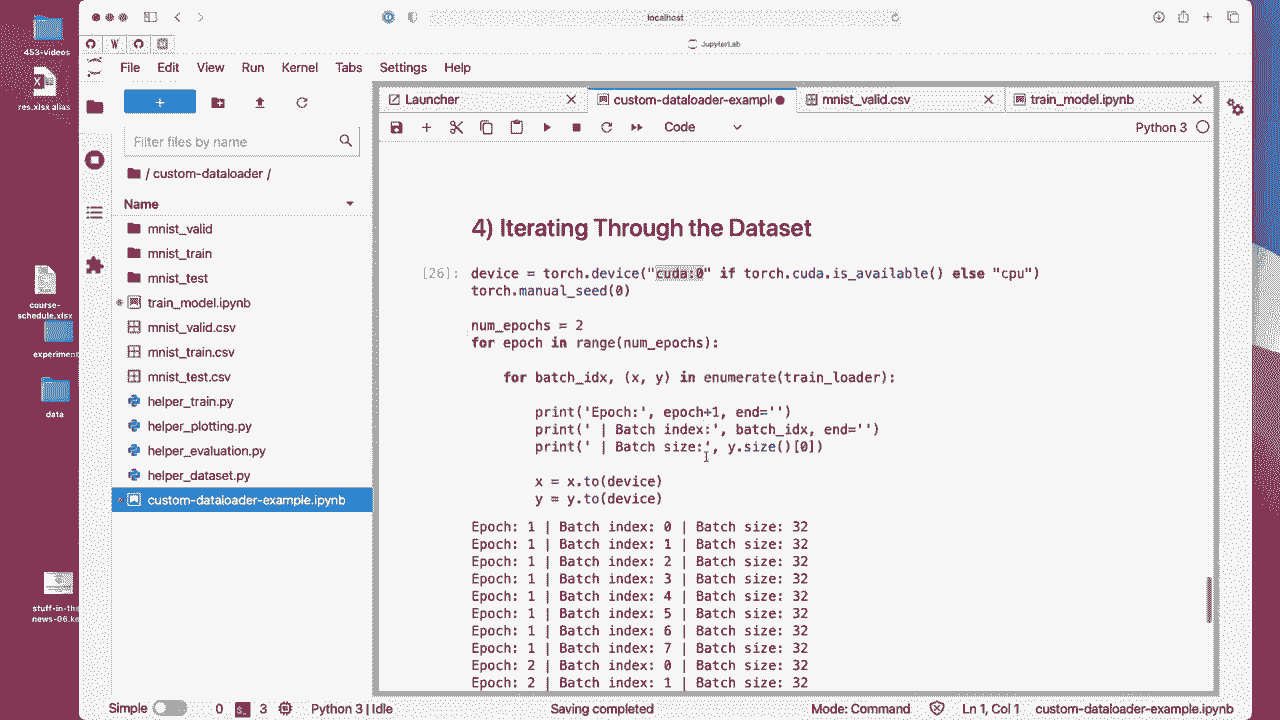 localhost
JupyterLab
File Edit View Run Kernel Tabs Settings Help
453-videos
res.xlsx alias
course-schedule.xlsx
experiment
data
stuff-in-the
news-06.ke
Filter files by name
/ custom-dataloader /
Name
mnist_valid
mnist_train
mnist_test
train_model.ipynb
mnist_valid.csv
mnist_train.csv
mnist_test.csv
helper_train.py
helper_plotting.py
helper_evaluation.py
helper_dataset.py
custom-dataloader-example.ipynb
Launcher
custom-dataloader-example
mnist_valid.csv
train_model.ipynb
Code
Python 3
4) Iterating Through the Dataset
[26]: device = torch.device("cuda:0" if torch.cuda.is_available() else "cpu")
torch.manual_seed(0)
num_epochs = 2
for epoch in range(num_epochs):
for batch_idx, (x, y) in enumerate(train_loader):
print('Epoch:', epoch+1, end='')
print(' | Batch index:', batch_idx, end='')
print(' | Batch size:', y.size()[0])
x = x.to(device)
y = y.to(device)
Epoch: 1 | Batch index: 0 | Batch size: 32
Epoch: 1 | Batch index: 1 | Batch size: 32
Epoch: 1 | Batch index: 2 | Batch size: 32
Epoch: 1 | Batch index: 3 | Batch size: 32
Epoch: 1 | Batch index: 4 | Batch size: 32
Epoch: 1 | Batch index: 5 | Batch size: 32
Epoch: 1 | Batch index: 6 | Batch size: 32
Epoch: 1 | Batch index: 7 | Batch size: 32
Epoch: 2 | Batch index: 0 | Batch size: 32
Epoch: 2 | Batch index: 1 | Batch size: 32
Simple 0 3 Python 3 | Idle Saving completed Mode: Command Ln 1, Col 1 custom-dataloader-example.ipynb